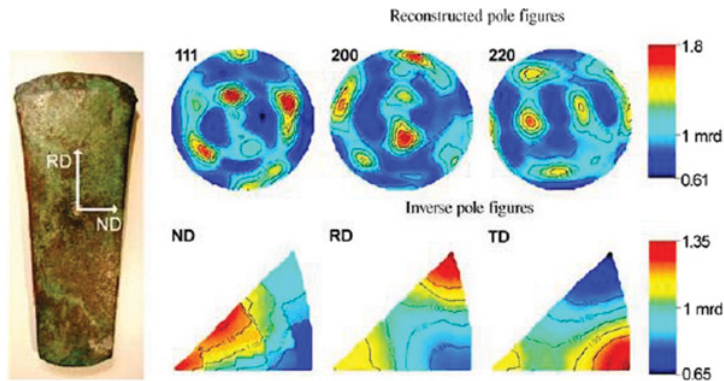 Reconstructed pole figures
111 200 220
1.8
1 mrd
0.61
RD
ND
Inverse pole figures
ND RD TD
1.35
1 mrd
0.65